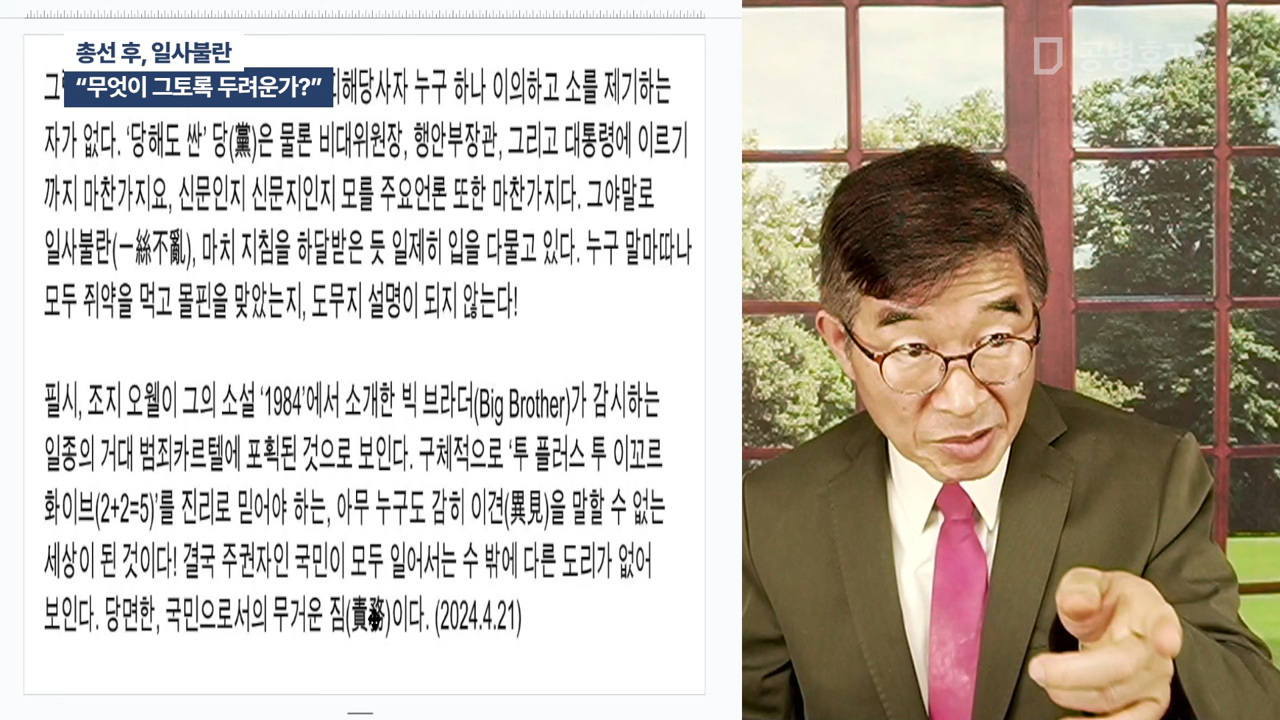 총선 후, 일사불란
“무엇이 그토록 두려운가?”
피해당사자 누구 하나 이의하고 소를 제기하는
자가 없다. ‘당해도 싼’ 당(黨)은 물론 비대위원장, 행안부장관, 그리고 대통령에 이르기
까지 마찬가지요, 신문인지 신문지인지 모를 주요언론 또한 마찬가지다. 그야말로
일사불란(一絲不亂), 마치 지침을 하달받은 듯 일제히 입을 다물고 있다. 누구 말마따나
모두 쥐약을 먹고 몰핀을 맞았는지, 도무지 설명이 되지 않는다!
필시, 조지 오웰이 그의 소설 ‘1984’에서 소개한 빅 브라더(Big Brother)가 감시하는
일종의 거대 범죄카르텔에 포획된 것으로 보인다. 구체적으로 ‘투 플러스 투 이꼬르
화이브(2+2=5)’를 진리로 믿어야 하는, 아무 누구도 감히 이견(異見)을 말할 수 없는
세상이 된 것이다! 결국 주권자인 국민이 모두 일어서는 수 밖에 다른 도리가 없어
보인다. 당면한, 국민으로서의 무거운 짐(責務)이다. (2024.4.21)
공병호TV